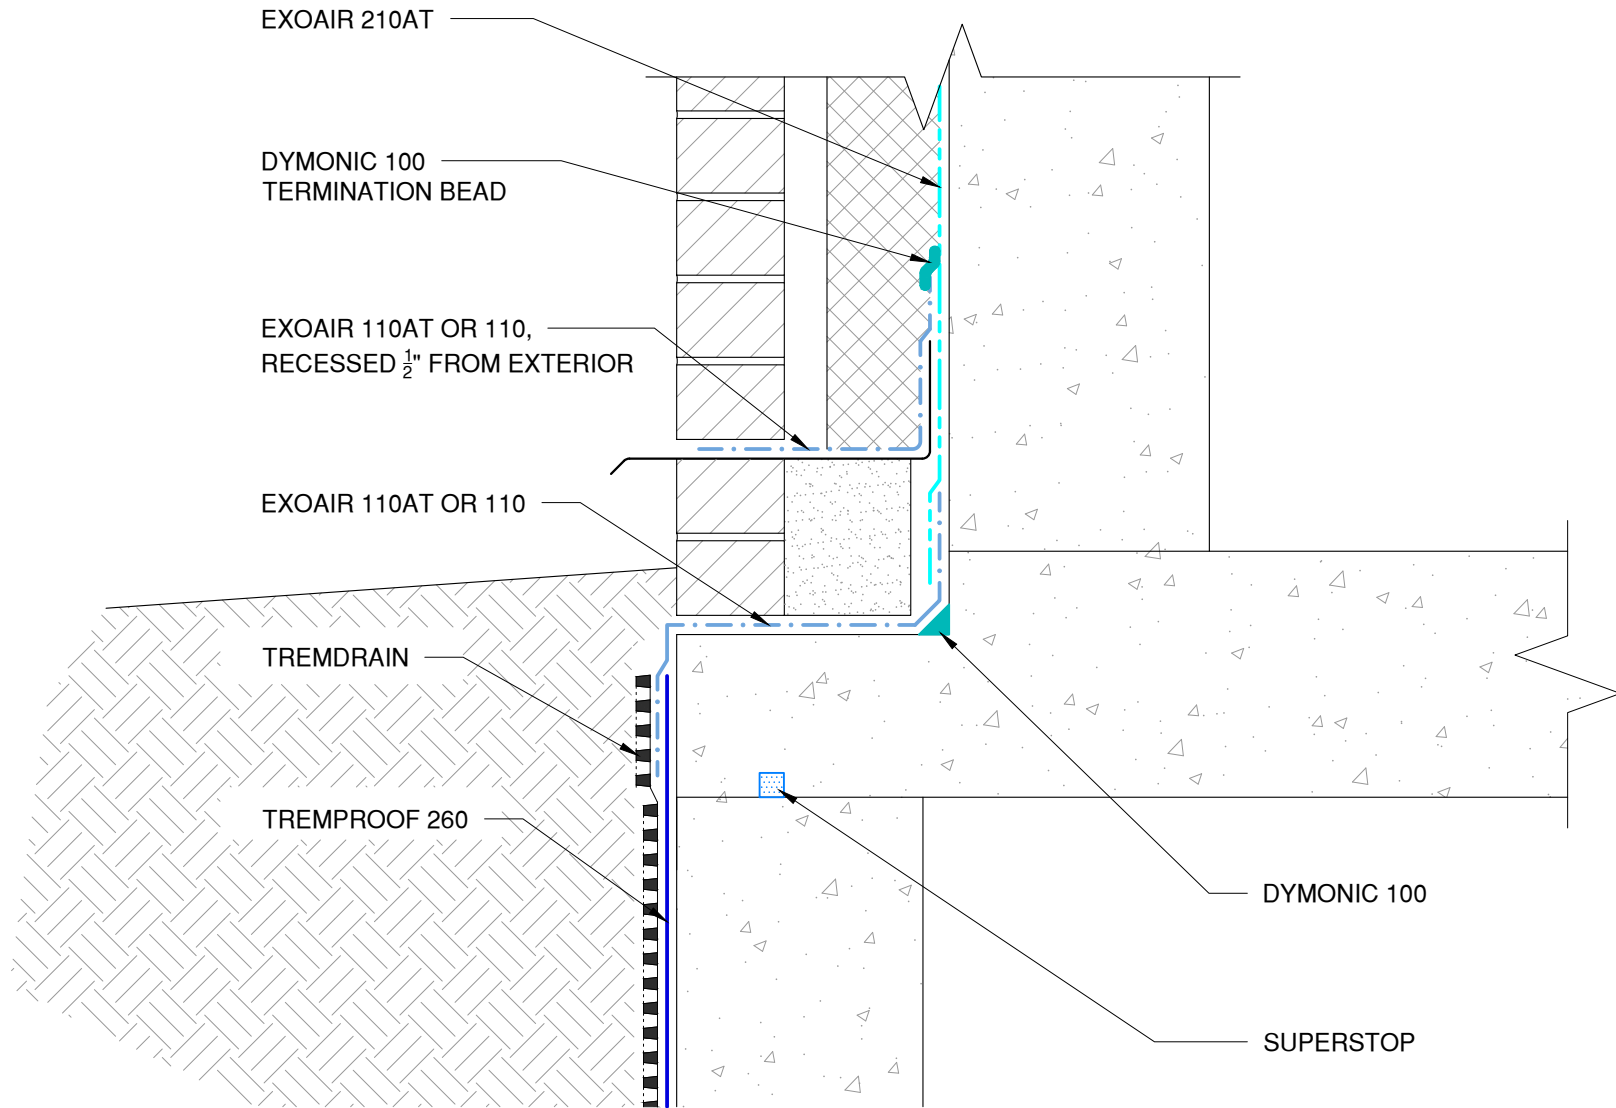 EXOAIR 210AT
DYMONIC 100
TERMINATION BEAD
EXOAIR 110AT OR 110,
RECESSED 1/2" FROM EXTERIOR
EXOAIR 110AT OR 110
TREMDRAIN
TREMPROOF 260
DYMONIC 100
SUPERSTOP